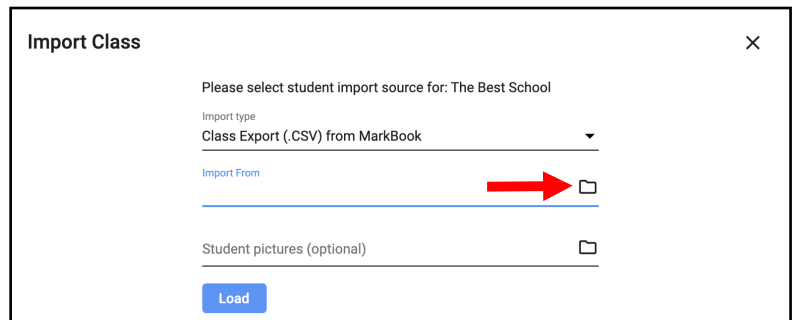 Import Class
Please select student import source for: The Best School
Import type
Class Export (.CSV) from MarkBook
Import From
Student pictures (optional)
Load